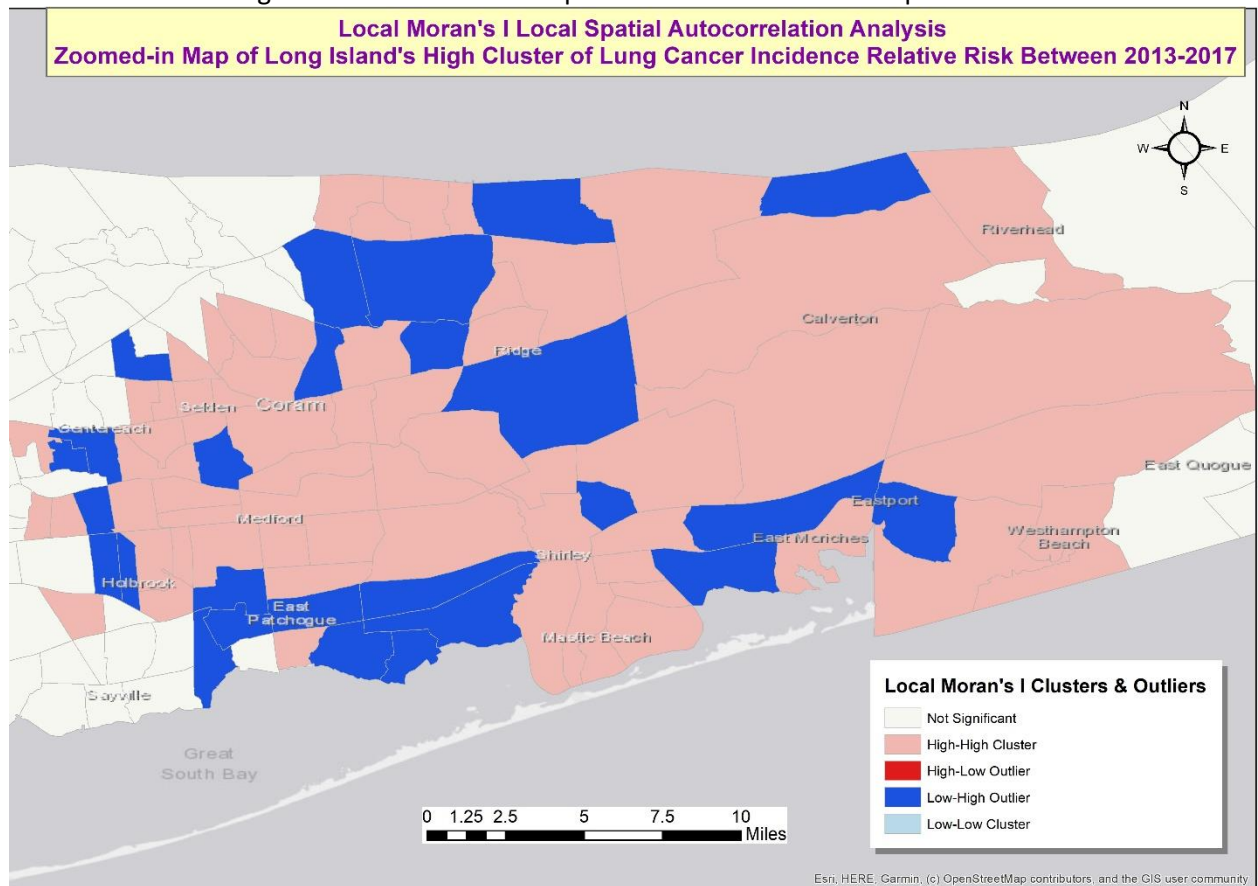 Local Moran's I Local Spatial Autocorrelation Analysis
Zoomed-in Map of Long Island's High Cluster of Lung Cancer Incidence Relative Risk Between 2013-2017
N
W E
S
Riverhead
Calverton
Ridge
Selden
Coram
Centereach
East Quogue
Eastport
Medford
Westhampton
Beach
East Moriches
Shirley
Holbrook
East
Patchogue
Mastic Beach
Sayville
Great
South Bay
Local Moran's I Clusters & Outliers
Not Significant
High-High Cluster
High-Low Outlier
Low-High Outlier
Low-Low Cluster
0 1.25 2.5 5 7.5 10
Miles
Esri, HERE, Garmin, (c) OpenStreetMap contributors, and the GIS user community